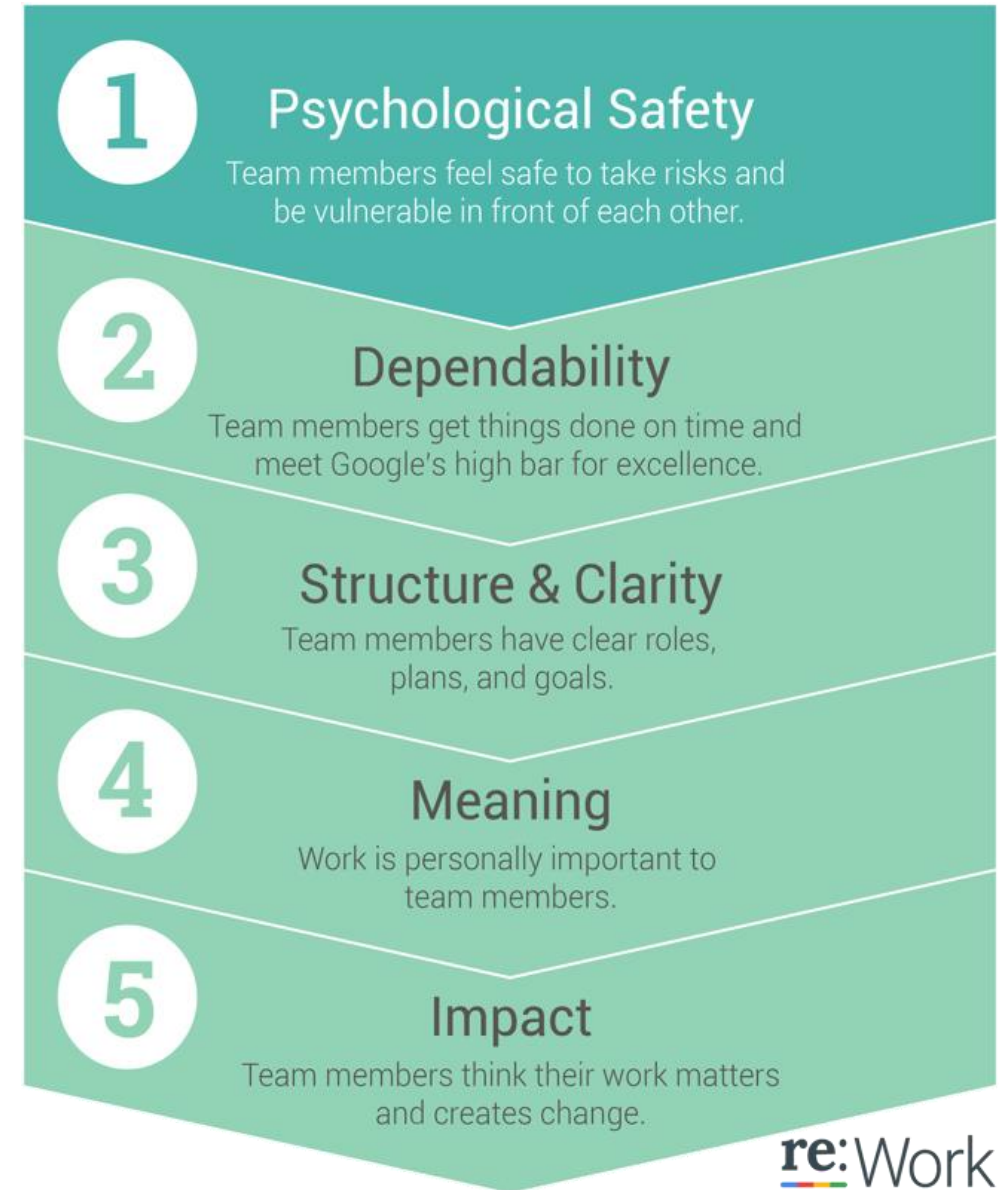 1
Psychological Safety
Team members feel safe to take risks and
be vulnerable in front of each other.
2
Dependability
Team members get things done on time and
meet Google's high bar for excellence.
3
Structure & Clarity
Team members have clear roles,
plans, and goals.
4
Meaning
Work is personally important to
team members.
5
Impact
Team members think their work matters
and creates change.
re:Work